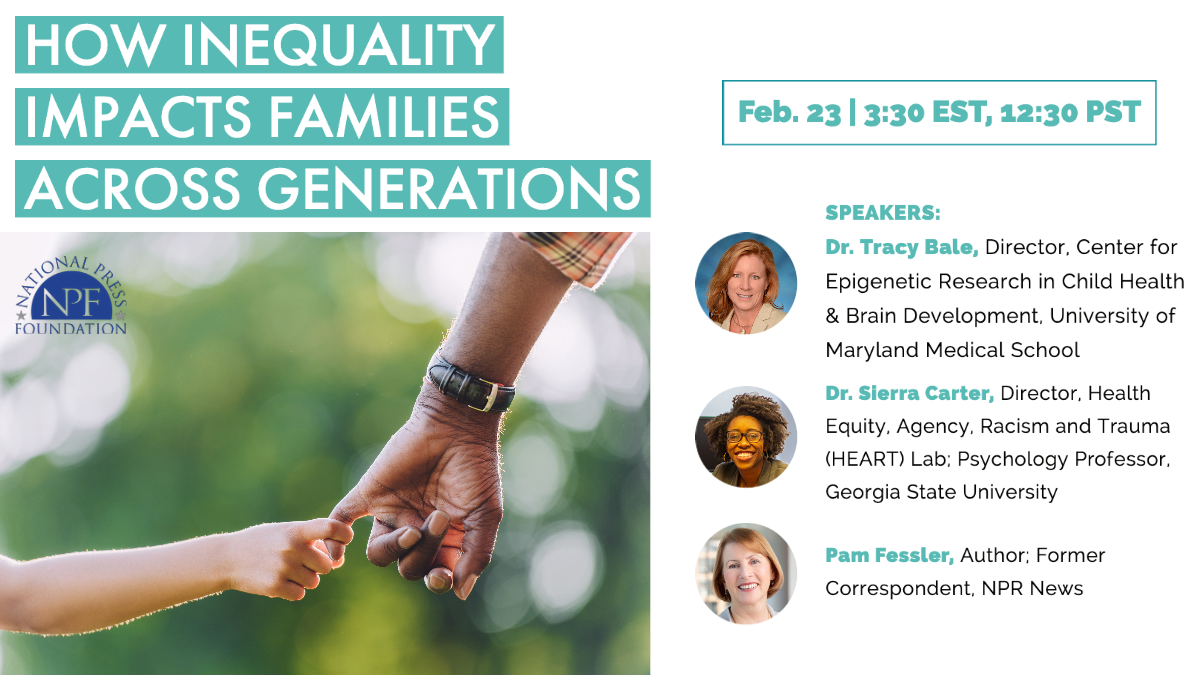 HOW INEQUALITY
IMPACTS FAMILIES
ACROSS GENERATIONS
NATIONAL PRESS
NPF
FOUNDATION
Feb. 23 | 3:30 EST, 12:30 PST
SPEAKERS:
Dr. Tracy Bale, Director, Center for
Epigenetic Research in Child Health
& Brain Development, University of
Maryland Medical School
Dr. Sierra Carter, Director, Health
Equity, Agency, Racism and Trauma
(HEART) Lab; Psychology Professor,
Georgia State University
Pam Fessler, Author; Former
Correspondent, NPR News